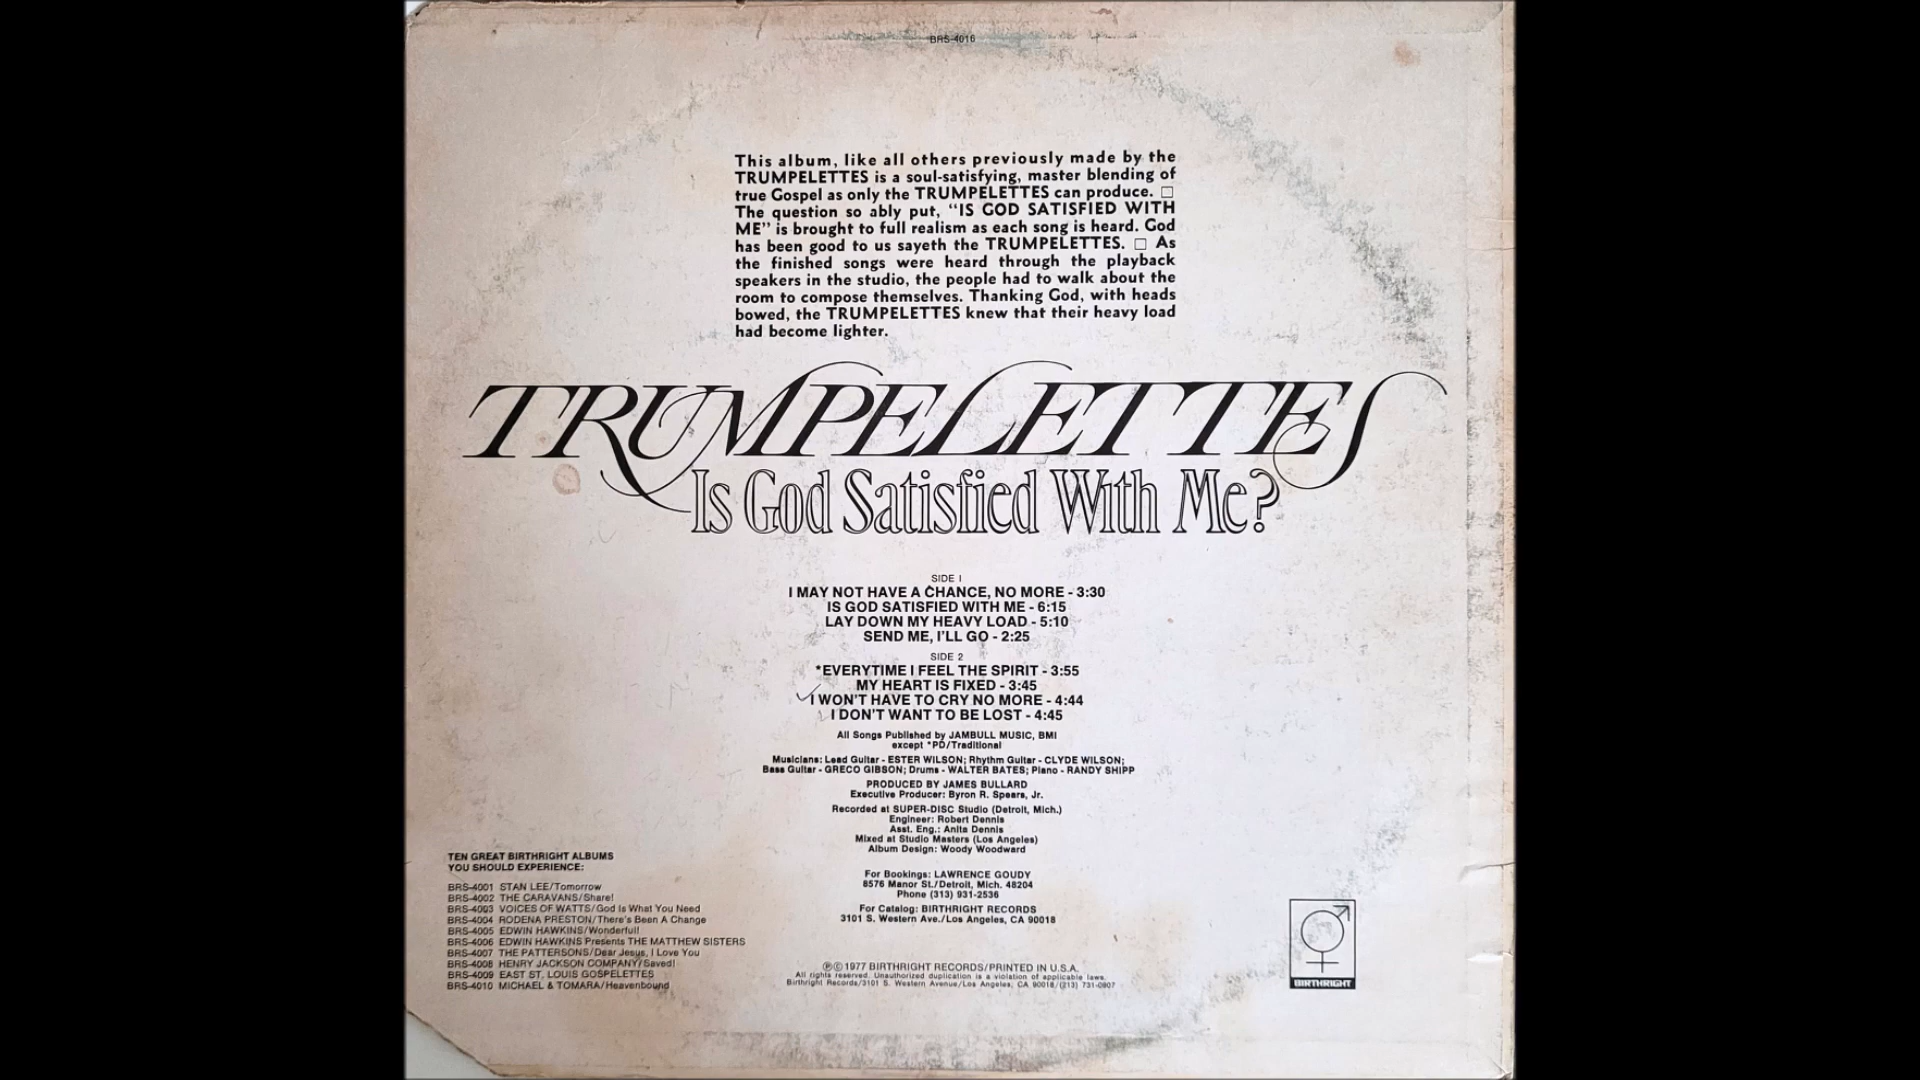 BRS-4016
This album, like all others previously made by the
TRUMPELETTES is a soul-satisfying, master blending of
true Gospel as only the TRUMPELETTES can produce. □
The question so ably put, “IS GOD SATISFIED WITH
ME” is brought to full realism as each song is heard. God
has been good to us sayeth the TRUMPELETTES. □ As
the finished songs were heard through the playback
speakers in the studio, the people had to walk about the
room to compose themselves. Thanking God, with heads
bowed, the TRUMPELETTES knew that their heavy load
had become lighter.
TRUMPELETTES
Is God Satisfied With Me?
SIDE I
I MAY NOT HAVE A CHANCE, NO MORE - 3:30
IS GOD SATISFIED WITH ME - 6:15
LAY DOWN MY HEAVY LOAD - 5:10
SEND ME, I'LL GO - 2:25
SIDE 2
*EVERYTIME I FEEL THE SPIRIT - 3:55
MY HEART IS FIXED - 3:45
I WON'T HAVE TO CRY NO MORE - 4:44
I DON'T WANT TO BE LOST - 4:45
All Songs Published by JAMBULL MUSIC, BMI
except *PD/Traditional
Musicians: Lead Guitar - ESTER WILSON; Rhythm Guitar - CLYDE WILSON;
Bass Guitar - GRECO GIBSON; Drums - WALTER BATES; Piano - RANDY SHIPP
PRODUCED BY JAMES BULLARD
Executive Producer: Byron R. Spears, Jr.
Recorded at SUPER-DISC Studio (Detroit, Mich.)
Engineer: Robert Dennis
Asst. Eng.: Anita Dennis
Mixed at Studio Masters (Los Angeles)
Album Design: Woody Woodward
For Bookings: LAWRENCE GOUDY
8576 Manor St./Detroit, Mich. 48204
Phone (313) 931-2536
For Catalog: BIRTHRIGHT RECORDS
3101 S. Western Ave./Los Angeles, CA 90018
℗©1977 BIRTHRIGHT RECORDS/PRINTED IN U.S.A.
All rights reserved. Unauthorized duplication is a violation of applicable laws.
Birthright Records/3101 S. Western Avenue/Los Angeles, CA 90018/(213) 731-0907
TEN GREAT BIRTHRIGHT ALBUMS
YOU SHOULD EXPERIENCE:
BRS-4001 STAN LEE/Tomorrow
BRS-4002 THE CARAVANS/Share!
BRS-4003 VOICES OF WATTS/God Is What You Need
BRS-4004 RODENA PRESTON/There's Been A Change
BRS-4005 EDWIN HAWKINS/Wonderful!
BRS-4006 EDWIN HAWKINS Presents THE MATTHEW SISTERS
BRS-4007 THE PATTERSONS/Dear Jesus, I Love You
BRS-4008 HENRY JACKSON COMPANY/Saved!
BRS-4009 EAST ST. LOUIS GOSPELETTES
BRS-4010 MICHAEL & TOMARA/Heavenbound
BIRTHRIGHT